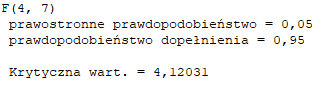 F(4, 7)
prawostronne prawdopodobieństwo = 0,05
prawdopodobieństwo dopełnienia = 0,95
Krytyczna wart. = 4,12031